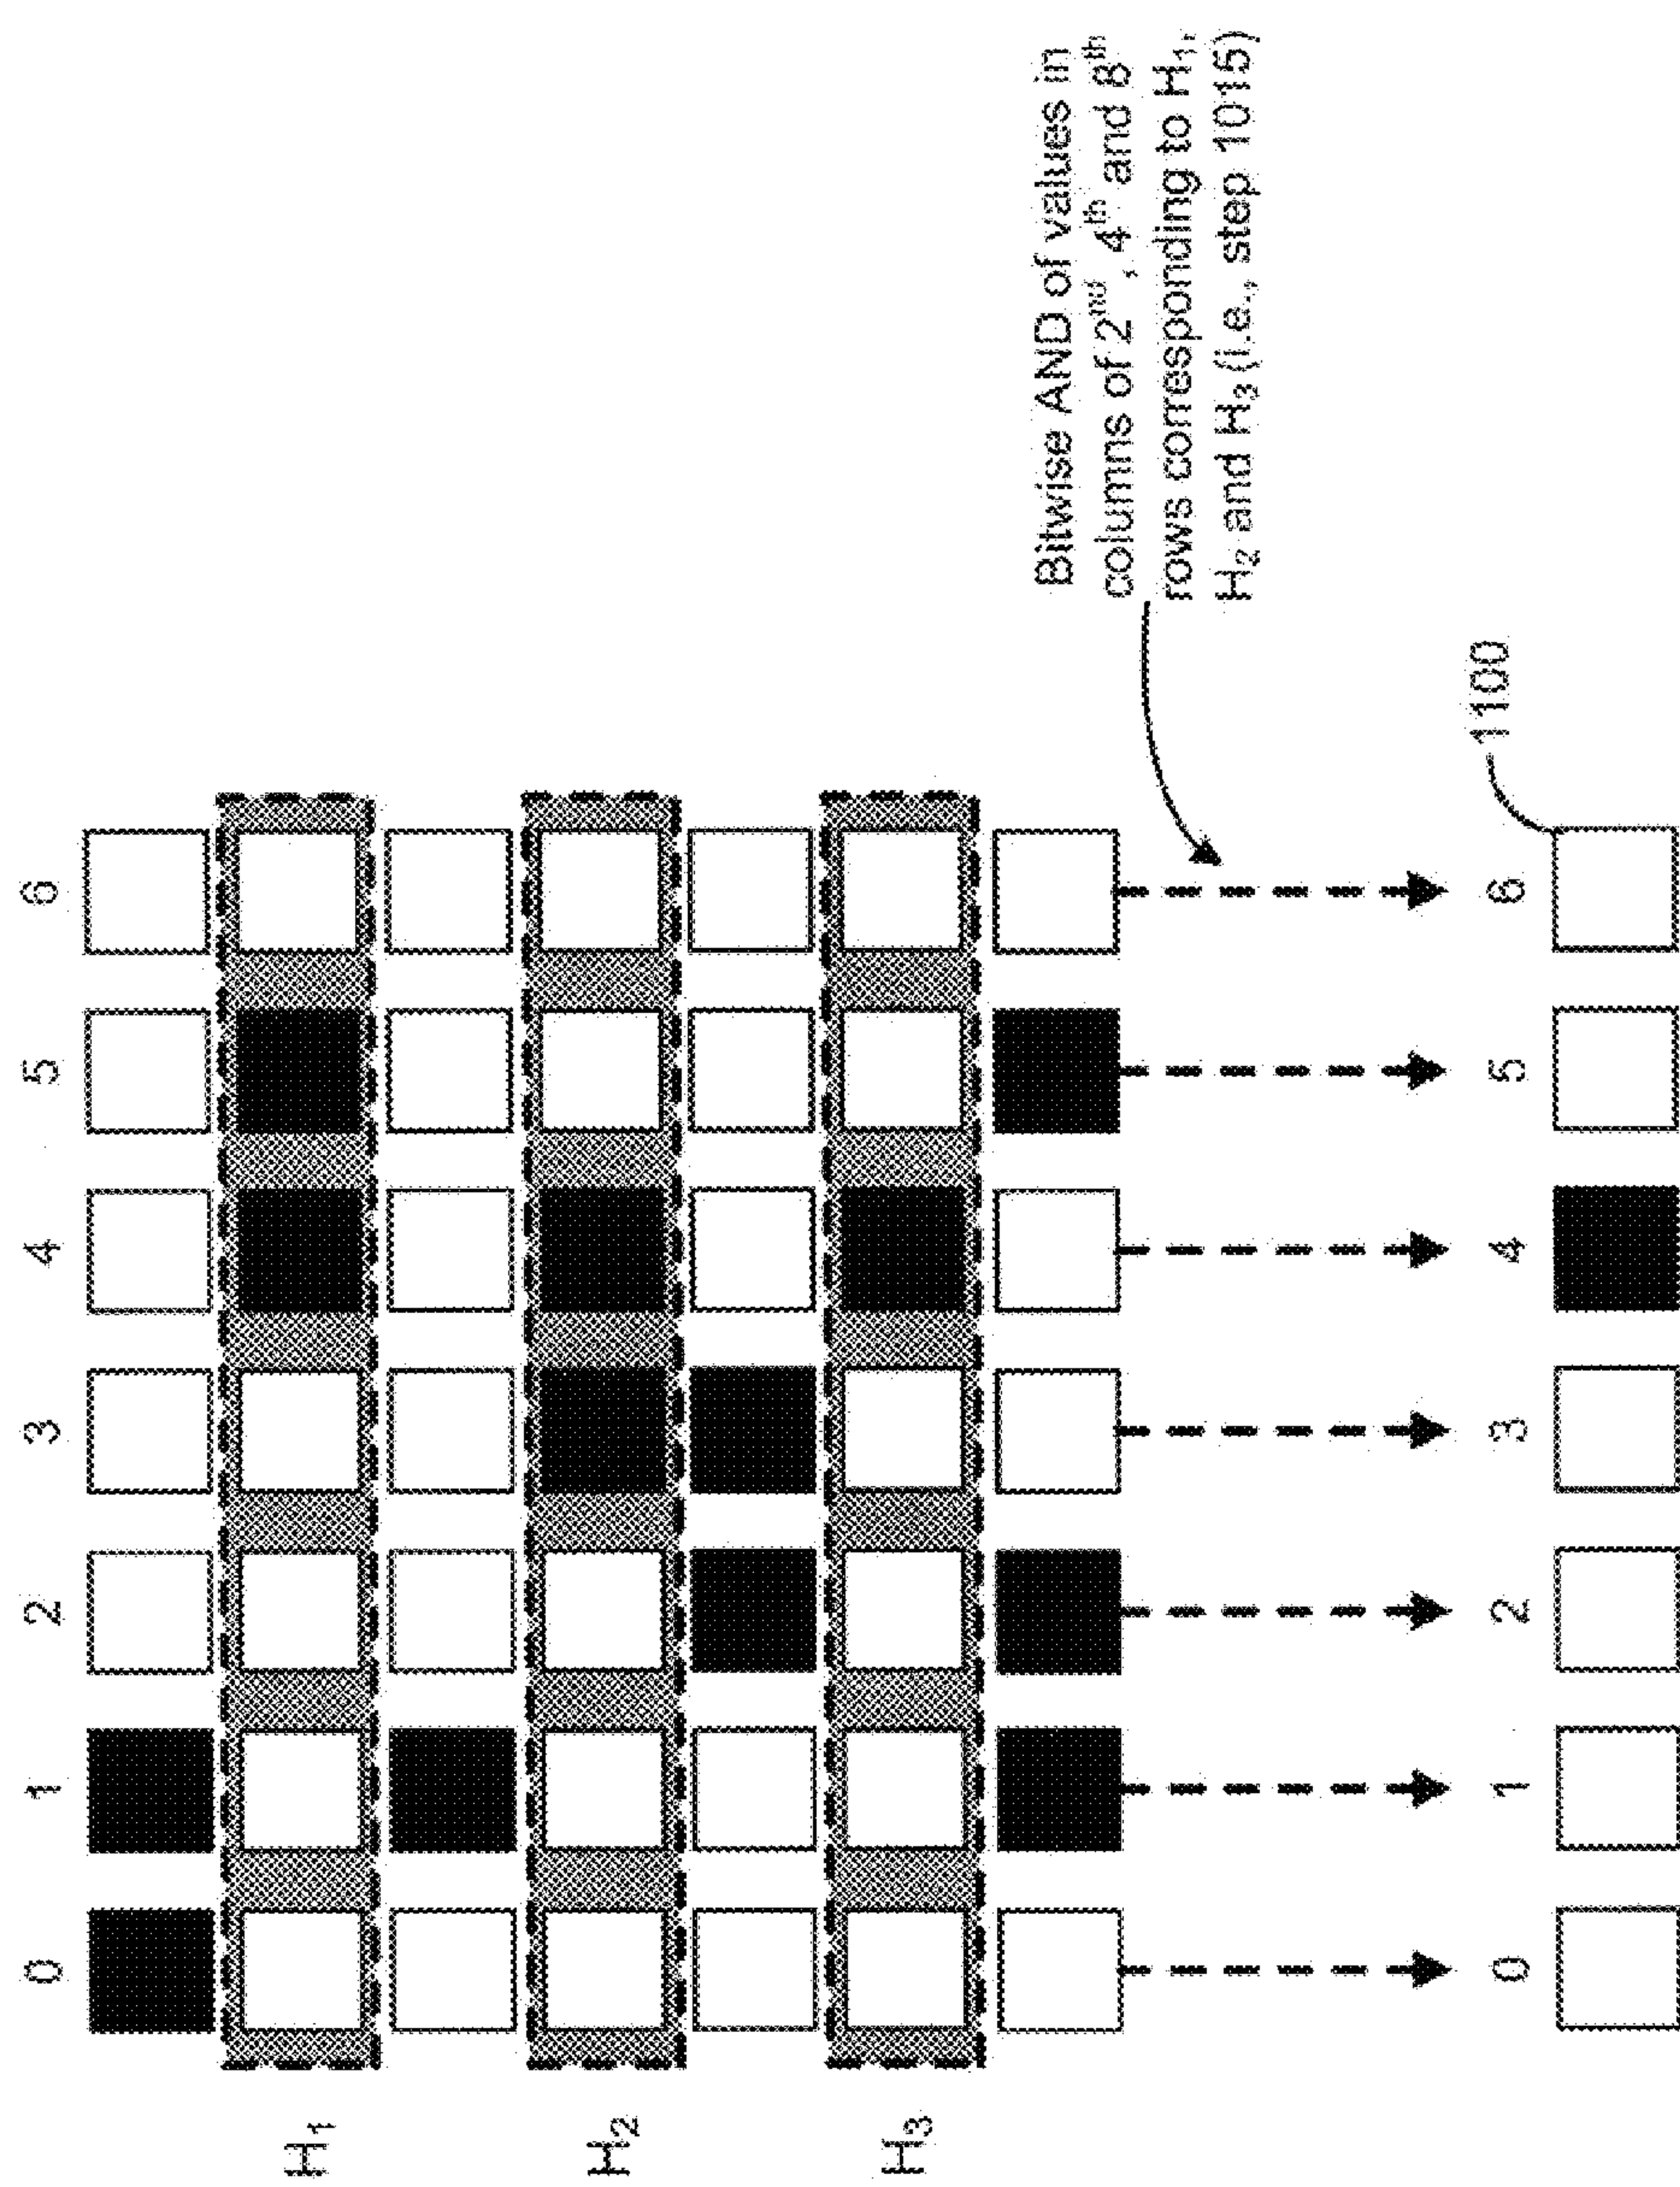 0 1 2 3 4 5 6
H1
H2
H3
Bitwise AND of values in
columns of 2nd, 4th and 8th
rows corresponding to H1,
H2 and H3 (i.e., step 1015)
0 1 2 3 4 5 6
1100